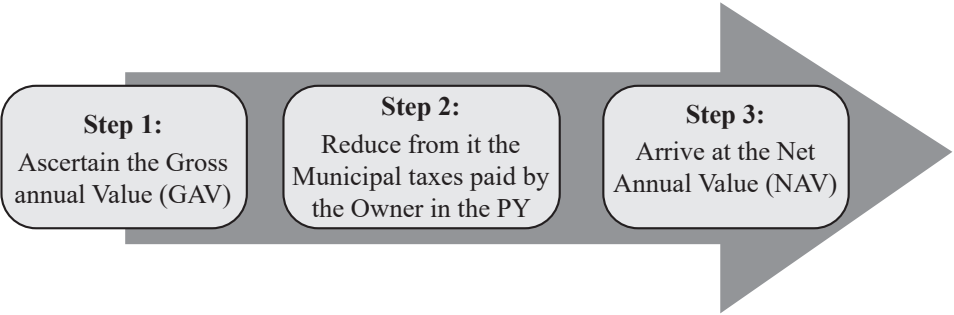 Step 1:
Ascertain the Gross
annual Value (GAV)
Step 2:
Reduce from it the
Municipal taxes paid by
the Owner in the PY
Step 3:
Arrive at the Net
Annual Value (NAV)